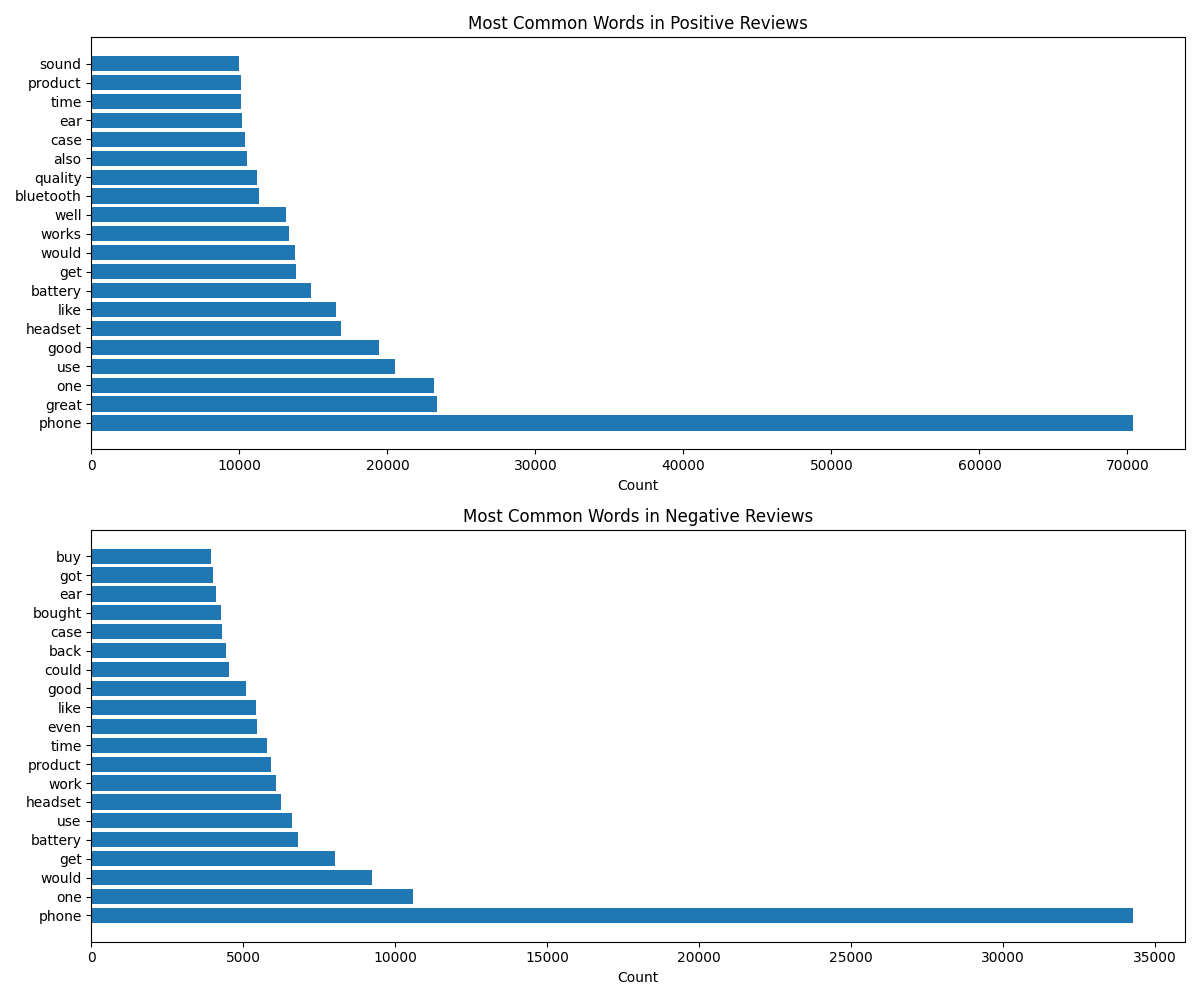 Most Common Words in Positive Reviews
sound
product
time
ear
case
also
quality
bluetooth
well
works
would
get
battery
like
headset
good
use
one
great
phone
0 10000 20000 30000 40000 50000 60000 70000
Count
Most Common Words in Negative Reviews
buy
got
ear
bought
case
back
could
good
like
even
time
product
work
headset
use
battery
get
would
one
phone
0 5000 10000 15000 20000 25000 30000 35000
Count